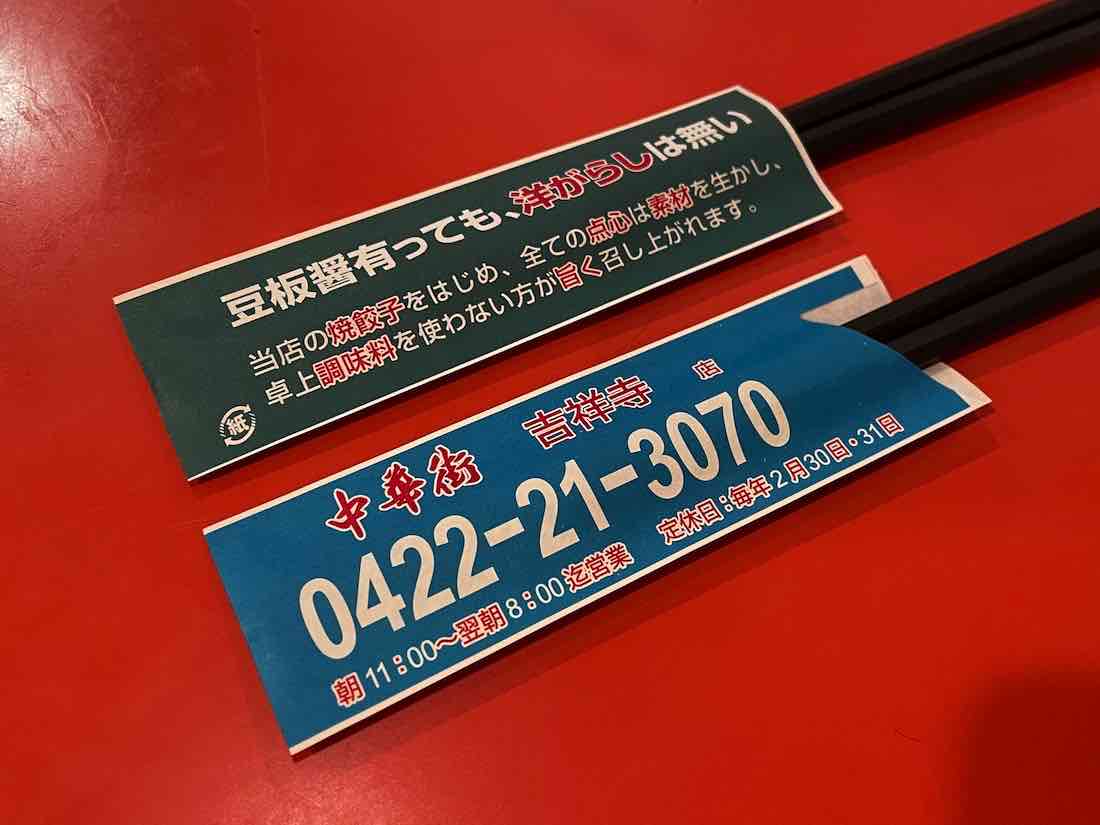 豆板醤有っても、洋がらしは無い
当店の焼餃子をはじめ、全ての点心は素材を生かし、
卓上調味料を使わない方が旨く召し上がれます。
紙
中華街 吉祥寺 店
0422-21-3070
朝11:00〜翌朝8:00迄営業 定休日:毎年2月30日・31日